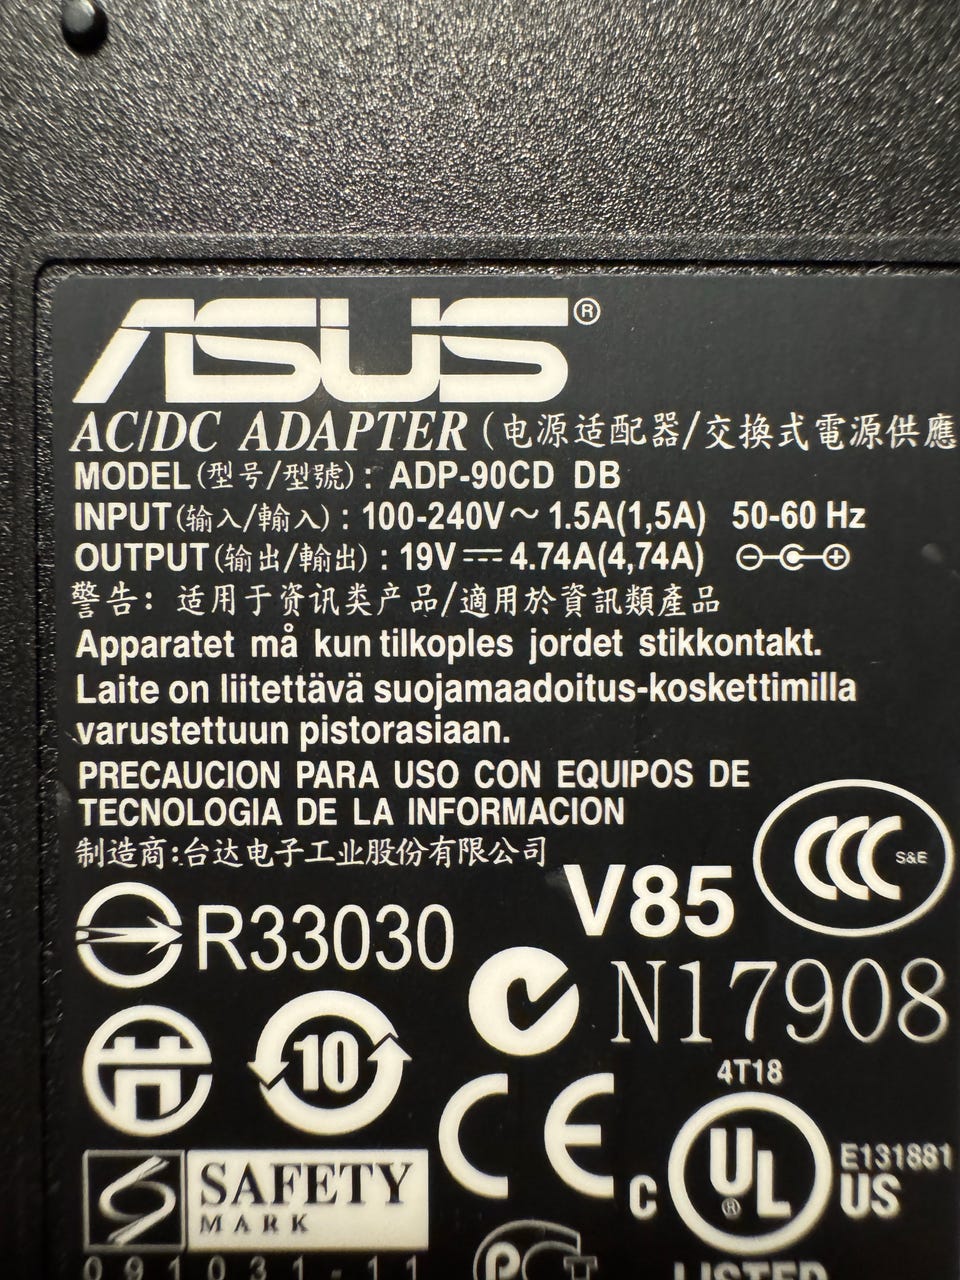 ASUS®
AC/DC ADAPTER (电源适配器/交換式電源供應
MODEL(型号/型號): ADP-90CD DB
INPUT(输入/輸入): 100-240V~ 1.5A(1,5A) 50-60 Hz
OUTPUT(输出/輸出): 19V⎓4.74A(4,74A)
警告: 适用于资讯类产品/適用於資訊類產品
Apparatet må kun tilkoples jordet stikkontakt.
Laite on liitettävä suojamaadoitus-koskettimilla
varustettuun pistorasiaan.
PRECAUCION PARA USO CON EQUIPOS DE
TECNOLOGIA DE LA INFORMACION
制造商:台达电子工业股份有限公司
CCC S&E
V85
R33030
N17908
10
4T18
CE
c UL® US
E131881
SAFETY
MARK
091031-11
PCT
LISTED